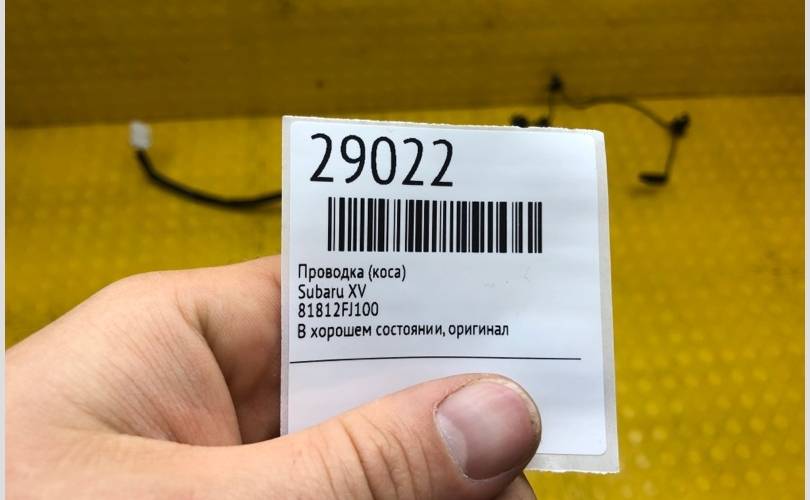 29022
Проводка (коса)
Subaru XV
81812FJ100
В хорошем состоянии, оригинал